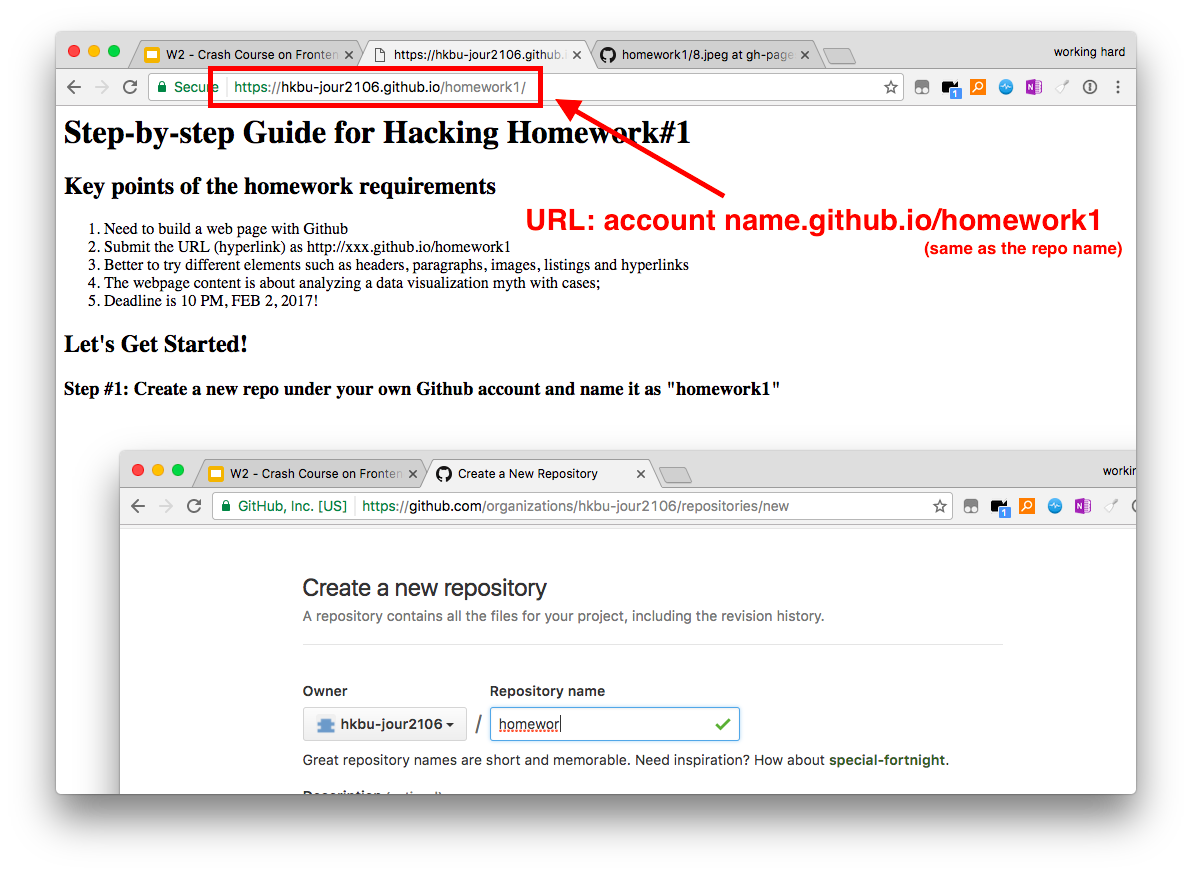 W2 - Crash Course on Fronten
https://hkbu-jour2106.github.i
homework1/8.jpeg at gh-page
working hard
Secure https://hkbu-jour2106.github.io/homework1/
1
Step-by-step Guide for Hacking Homework#1
Key points of the homework requirements
1. Need to build a web page with Github
2. Submit the URL (hyperlink) as http://xxx.github.io/homework1
3. Better to try different elements such as headers, paragraphs, images, listings and hyperlinks
4. The webpage content is about analyzing a data visualization myth with cases;
5. Deadline is 10 PM, FEB 2, 2017!
URL: account name.github.io/homework1
(same as the repo name)
Let's Get Started!
Step #1: Create a new repo under your own Github account and name it as "homework1"
W2 - Crash Course on Fronten
Create a New Repository
workin
GitHub, Inc. [US] https://github.com/organizations/hkbu-jour2106/repositories/new
1
Create a new repository
A repository contains all the files for your project, including the revision history.
Owner
Repository name
hkbu-jour2106 / homewor
Great repository names are short and memorable. Need inspiration? How about special-fortnight.
Description (optional)